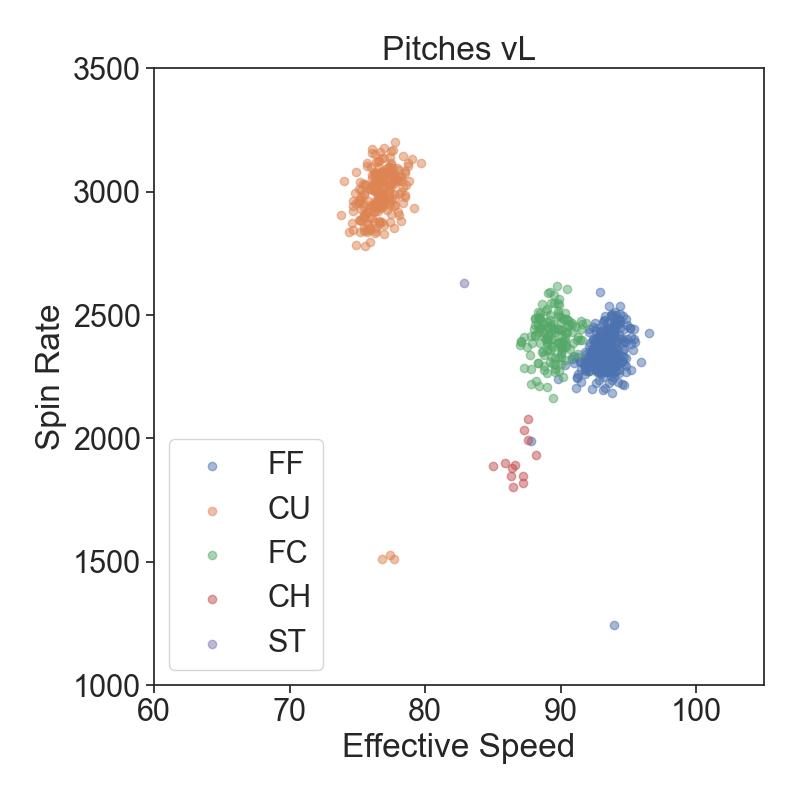 Pitches vL
3500
3000
2500
2000
1500
1000
Spin Rate
FF
CU
FC
CH
ST
60 70 80 90 100
Effective Speed